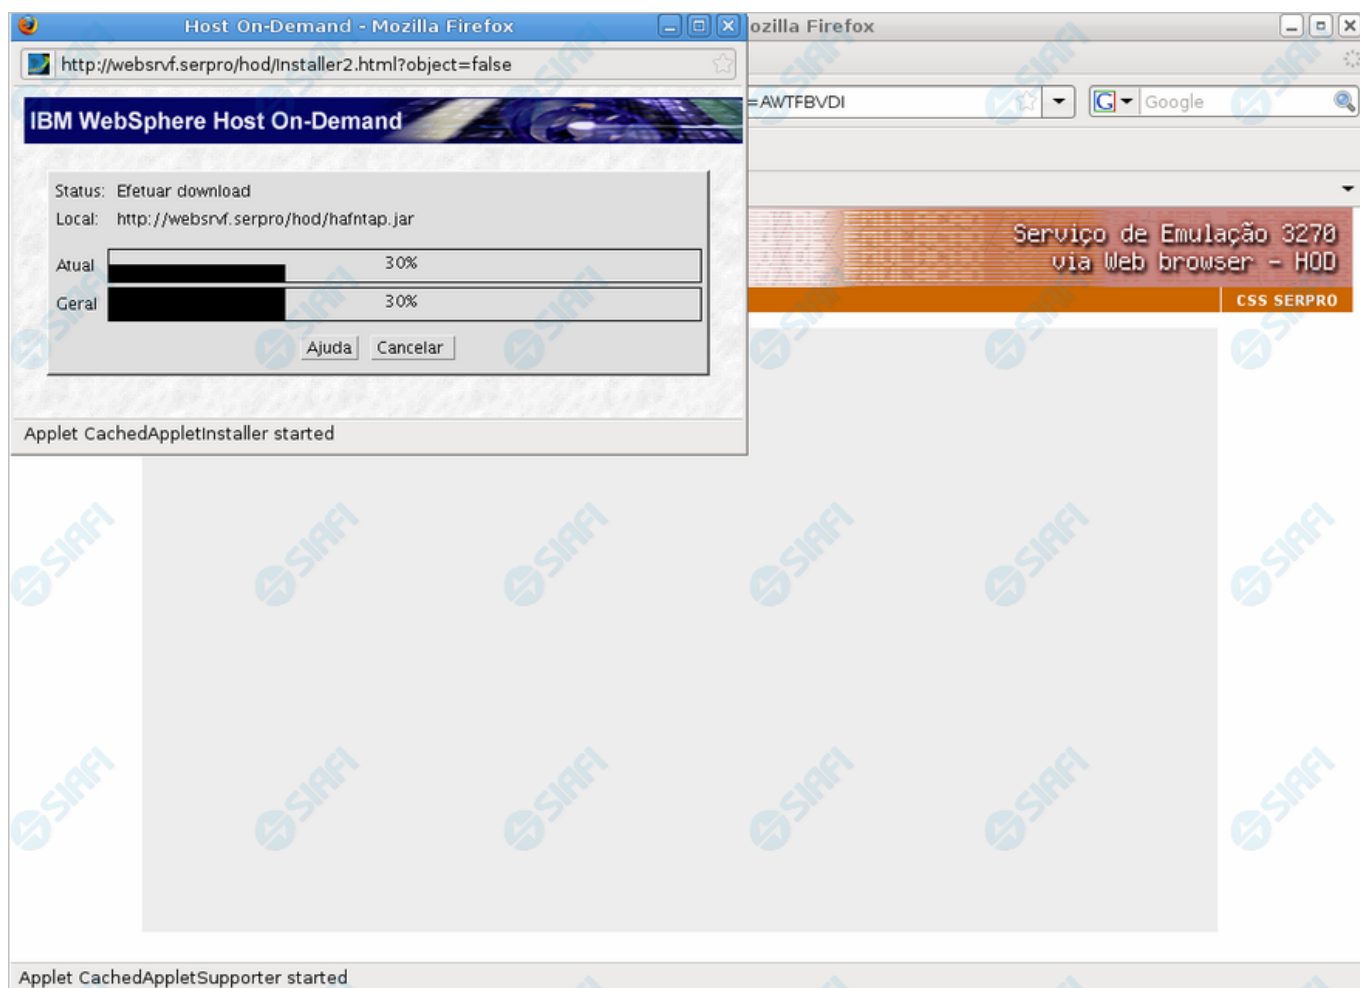 Host On-Demand - Mozilla Firefox
ozilla Firefox
http://websrvf.serpro/hod/Installer2.html?object=false
=AWTFBVDI
G
Google
IBM WebSphere Host On-Demand
Status: Efetuar download
Local: http://websrvf.serpro/hod/hafntap.jar
Atual 30%
Geral 30%
Ajuda Cancelar
Applet CachedAppletInstaller started
Serviço de Emulação 3270
via Web browser - HOD
CSS SERPRO
SIAFI
Applet CachedAppletSupporter started